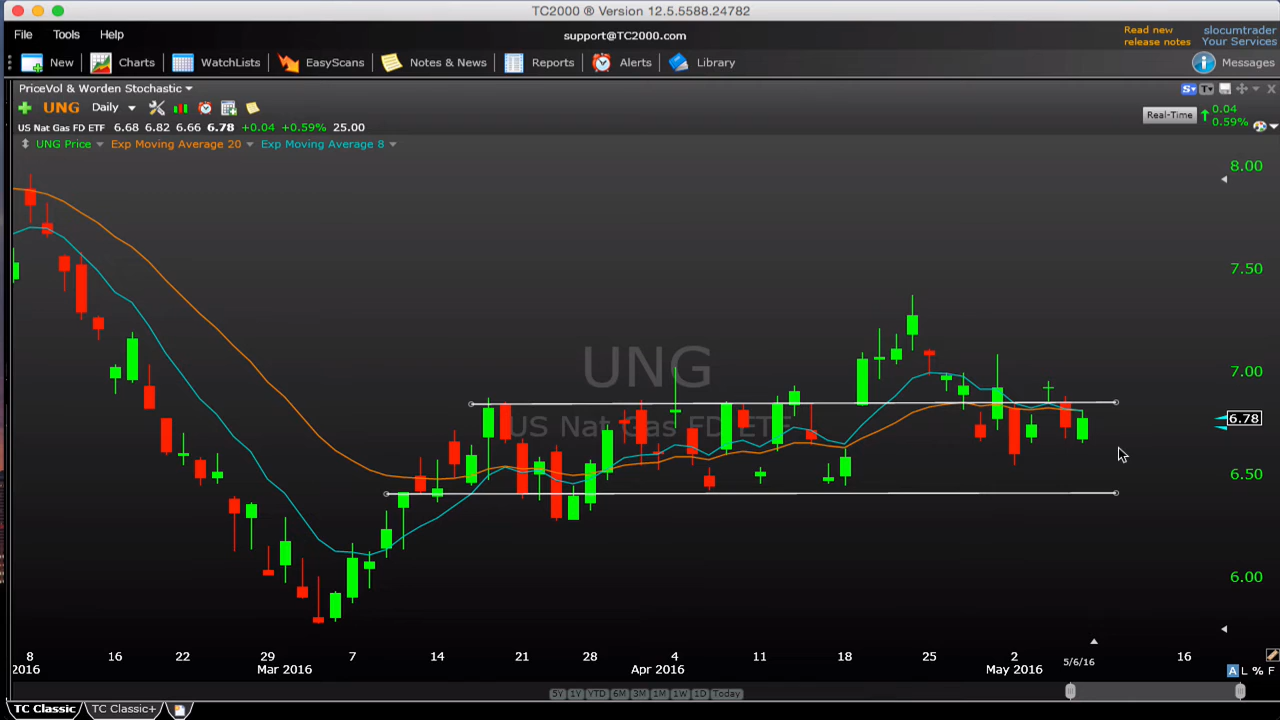 TC2000 ® Version 12.5.5588.24782
File Tools Help
support@TC2000.com
Read new
release notes
slocumtrader
Your Services
New Charts WatchLists EasyScans Notes & News Reports Alerts Library Messages
PriceVol & Worden Stochastic
S T
UNG Daily
Real-Time
0.04
0.59%
US Nat Gas FD ETF 6.68 6.82 6.66 6.78 +0.04 +0.59% 25.00
UNG Price Exp Moving Average 20 Exp Moving Average 8
8.00
7.50
7.00
6.78
6.50
6.00
UNG
US Nat Gas FD ETF
8 16 22 29 7 14 21 28 4 11 18 25 2 5/6/16 16
2016 Mar 2016 Apr 2016 May 2016
A L % F
5Y 1Y YTD 6M 3M 1M 1W 1D Today
TC Classic TC Classic+